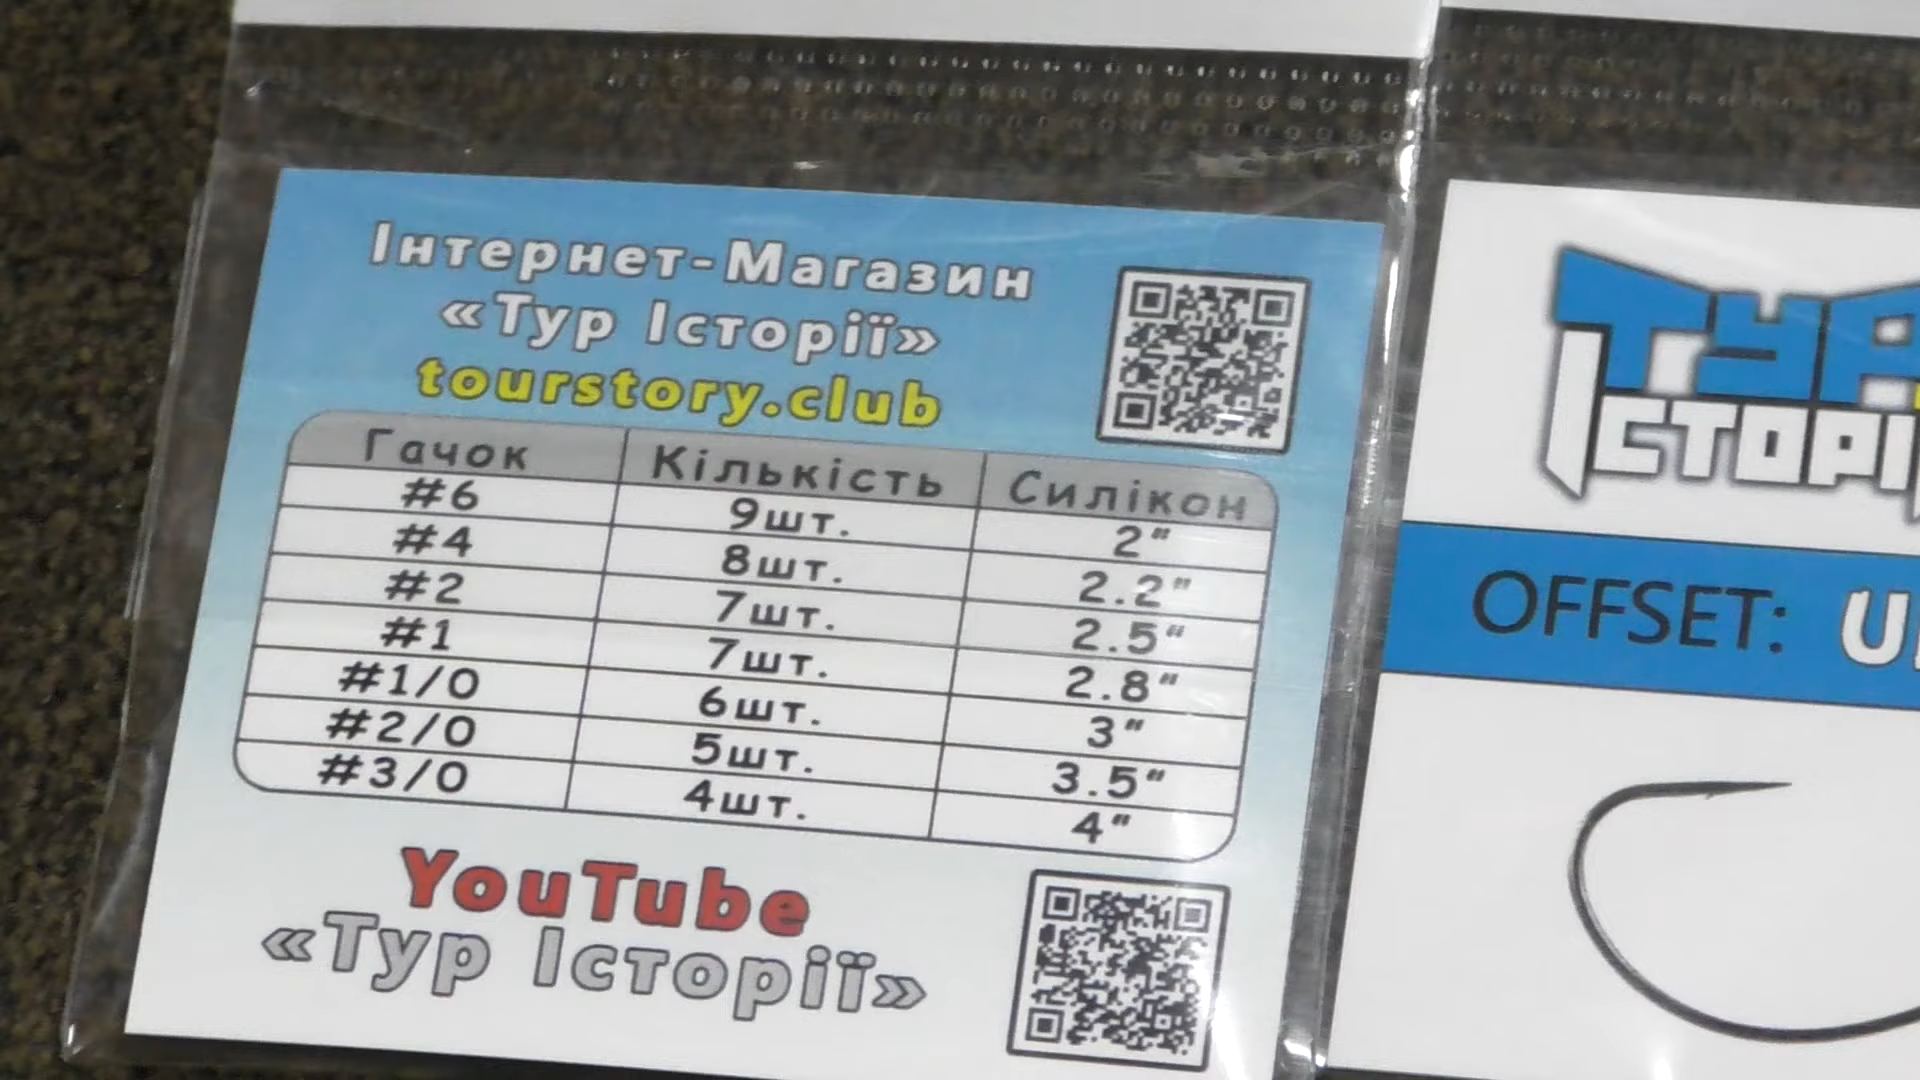 Інтернет-Магазин
«Тур Історії»
tourstory.club
Гачок Кількість Силікон
#6 9шт. 2"
#4 8шт. 2.2"
#2 7шт. 2.5"
#1 7шт. 2.8"
#1/0 6шт. 3"
#2/0 5шт. 3.5"
#3/0 4шт. 4"
YouTube
«Тур Історії»
ТУР
ІСТОРІ
OFFSET: